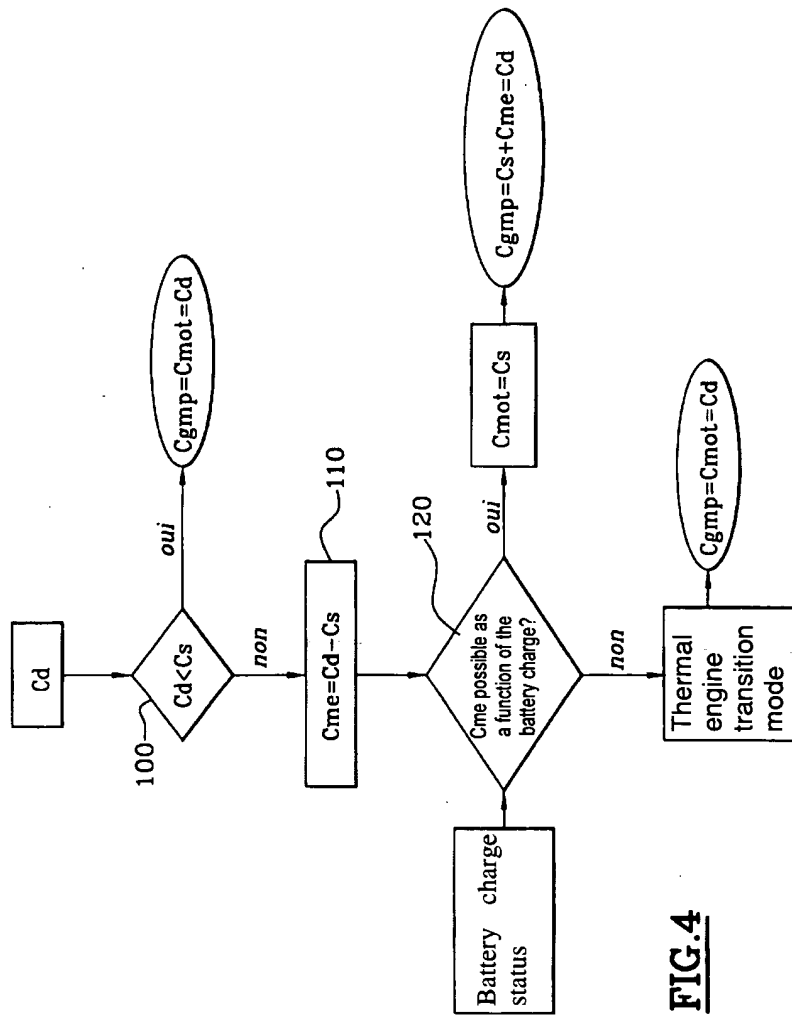 Cd
100
Cd<Cs
oui
Cgmp=Cmot=Cd
non
110
Cme=Cd-Cs
120
Battery charge
status
Cme possible as
a function of the
battery charge?
oui
Cmot=Cs
Cgmp=Cs+Cme=Cd
non
Thermal
engine
transition
mode
Cgmp=Cmot=Cd
FIG.4